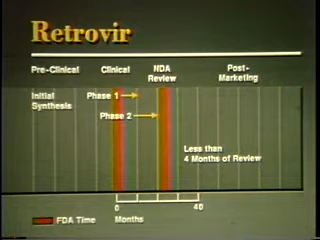 Retrovir
Pre-Clinical
Clinical
NDA
Review
Post-
Marketing
Initial
Synthesis
Phase 1
Phase 2
Less than
4 Months of Review
0
40
FDA Time
Months